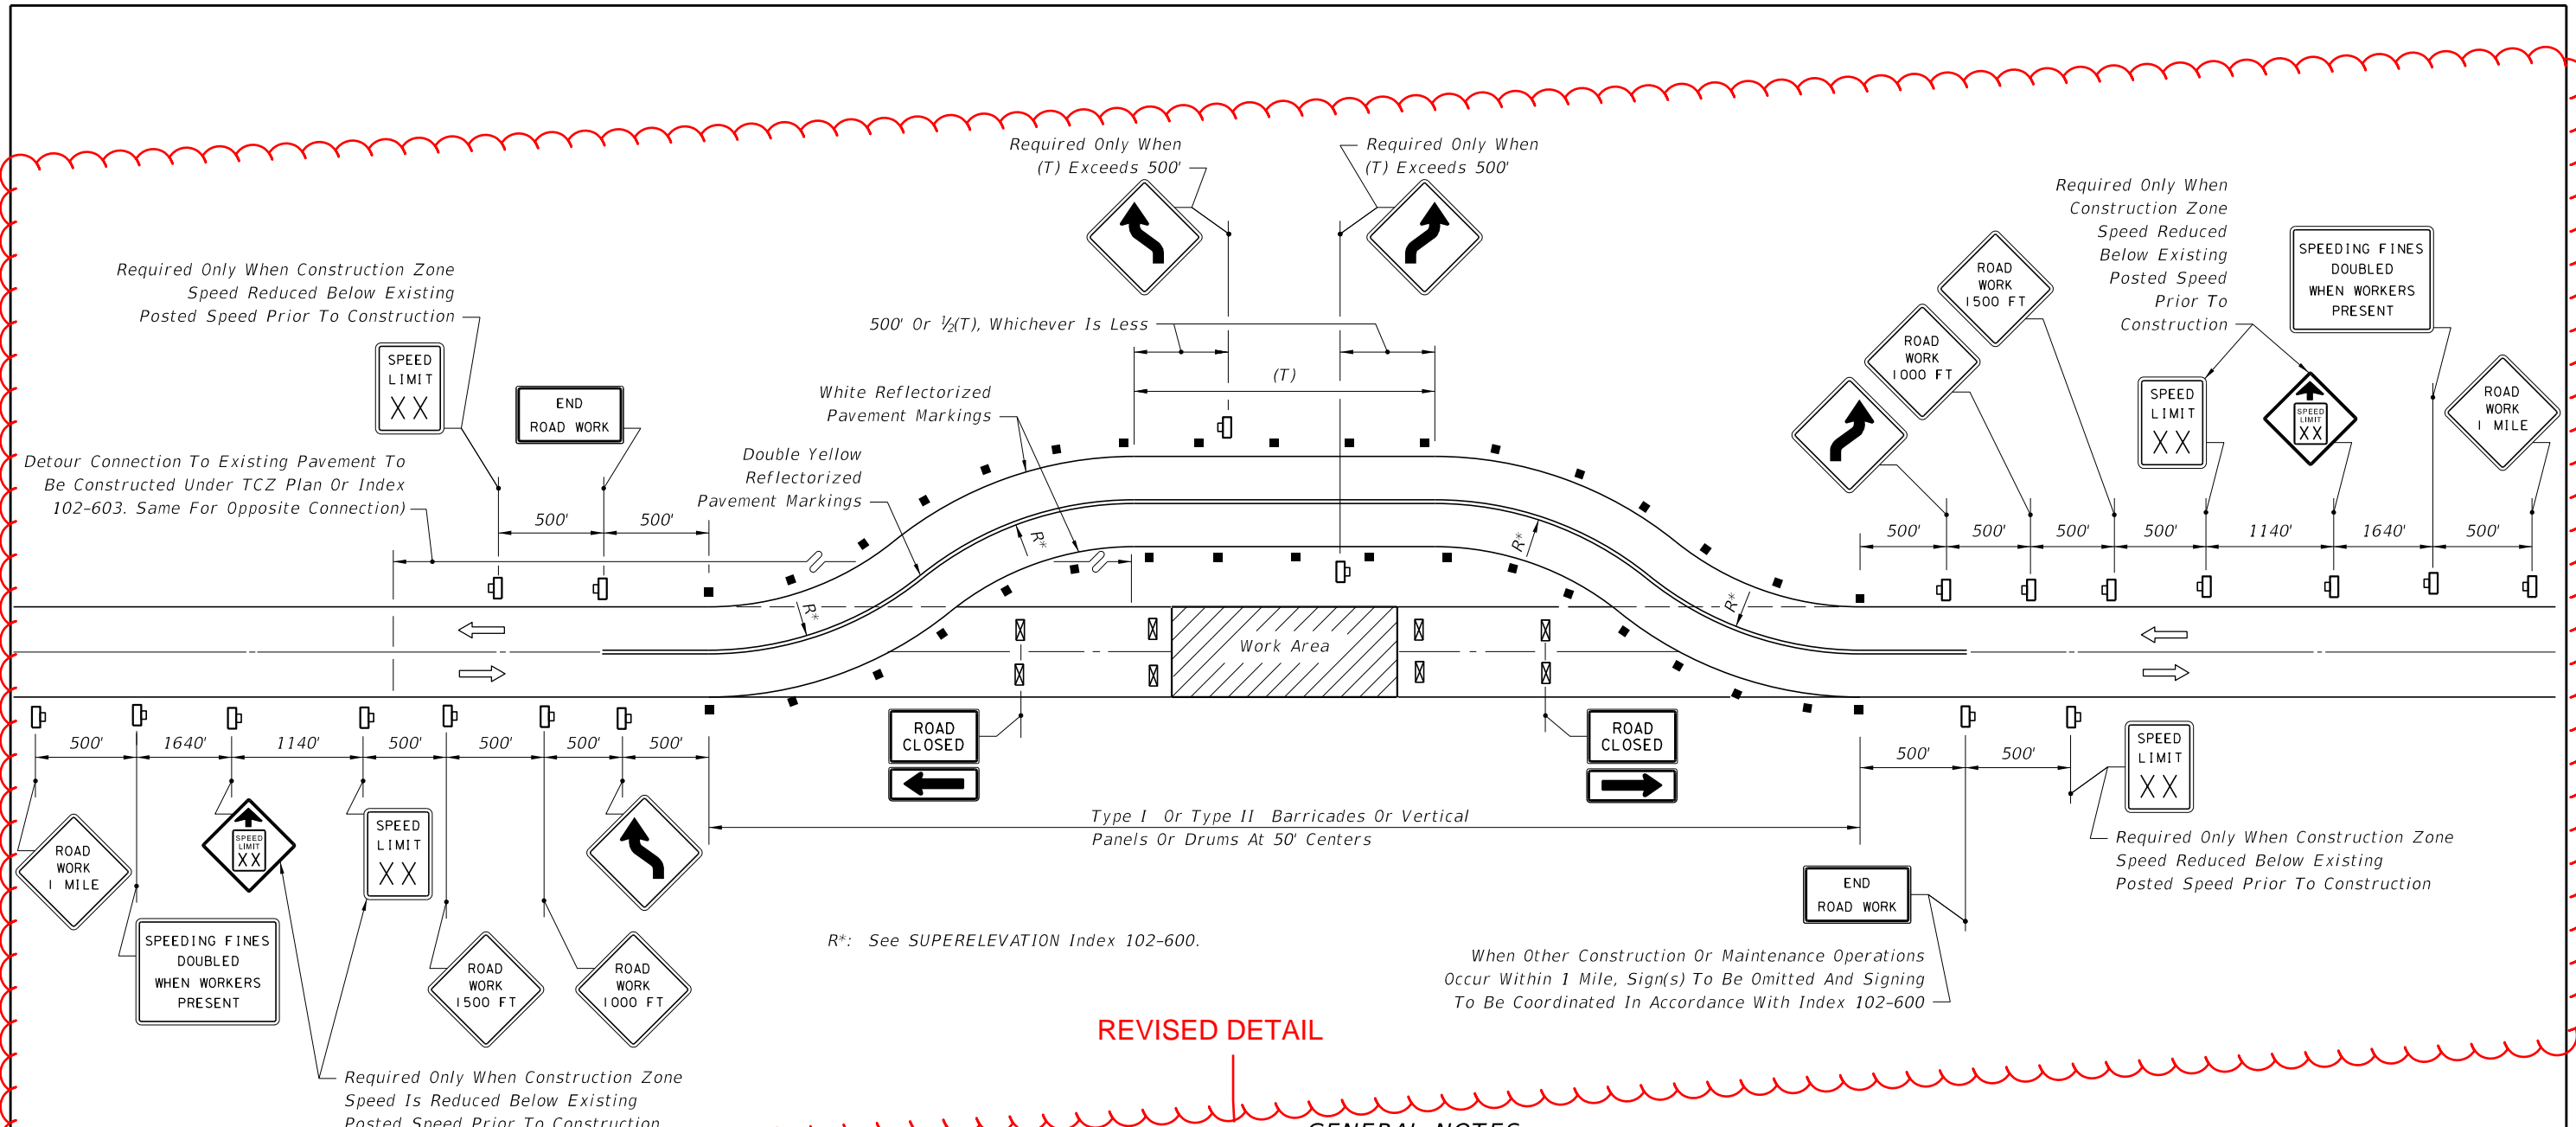 Required Only When
(T) Exceeds 500'
Required Only When
(T) Exceeds 500'
Required Only When
Construction Zone
Speed Reduced
Below Existing
Posted Speed
Prior To
Construction
SPEEDING FINES
DOUBLED
WHEN WORKERS
PRESENT
ROAD
WORK
1500 FT
ROAD
WORK
1000 FT
SPEED
LIMIT
XX
SPEED
LIMIT
XX
ROAD
WORK
1 MILE
Required Only When Construction Zone
Speed Reduced Below Existing
Posted Speed Prior To Construction
SPEED
LIMIT
XX
END
ROAD WORK
500' Or ½(T), Whichever Is Less
(T)
White Reflectorized
Pavement Markings
Double Yellow
Reflectorized
Pavement Markings
Detour Connection To Existing Pavement To
Be Constructed Under TCZ Plan Or Index
102-603. Same For Opposite Connection)
500'
500'
500'
500'
500'
500'
1140'
1640'
500'
R*
R*
R*
R*
Work Area
500'
1640'
1140'
500'
500'
500'
500'
ROAD
CLOSED
ROAD
CLOSED
500'
500'
SPEED
LIMIT
XX
Required Only When Construction Zone
Speed Reduced Below Existing
Posted Speed Prior To Construction
ROAD
WORK
1 MILE
SPEED
LIMIT
XX
SPEED
LIMIT
XX
Type I Or Type II Barricades Or Vertical
Panels Or Drums At 50' Centers
END
ROAD WORK
SPEEDING FINES
DOUBLED
WHEN WORKERS
PRESENT
ROAD
WORK
1500 FT
ROAD
WORK
1000 FT
R*: See SUPERELEVATION Index 102-600.
When Other Construction Or Maintenance Operations
Occur Within 1 Mile, Sign(s) To Be Omitted And Signing
To Be Coordinated In Accordance With Index 102-600
REVISED DETAIL
Required Only When Construction Zone
Speed Is Reduced Below Existing
Posted Speed Prior To Construction
GENERAL NOTES